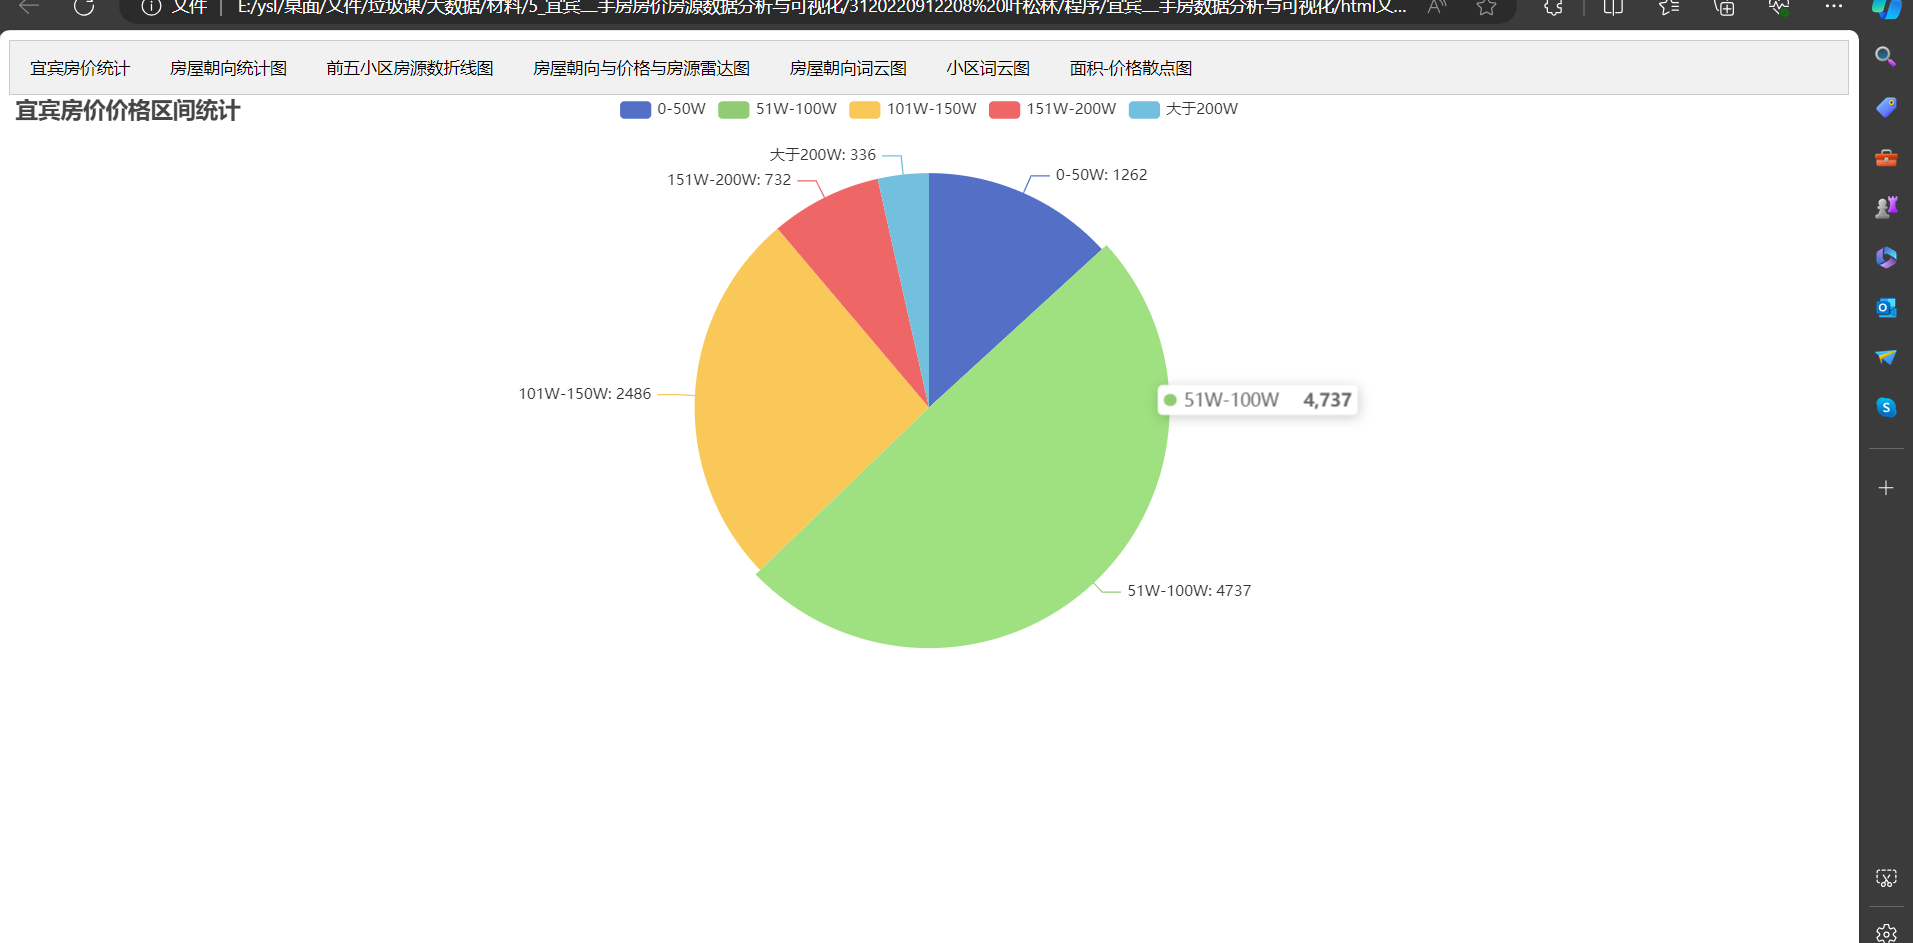 文件 E:/ysl/桌面/文件/垃圾课/大数据/材料/5_宜宾二手房房价房源数据分析与可视化/3120220912208%20叶松林/程序/宜宾二手房数据分析与可视化/html文...
宜宾房价统计 房屋朝向统计图 前五小区房源数折线图 房屋朝向与价格与房源雷达图 房屋朝向词云图 小区词云图 面积-价格散点图
宜宾房价价格区间统计 0-50W 51W-100W 101W-150W 151W-200W 大于200W
大于200W: 336
151W-200W: 732
0-50W: 1262
101W-150W: 2486
51W-100W 4,737
51W-100W: 4737